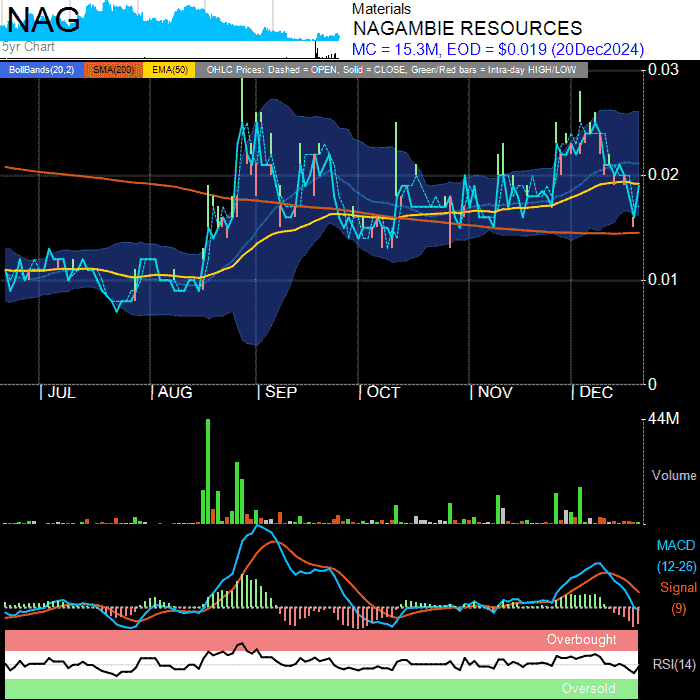 NAG
5yr Chart
Materials
NAGAMBIE RESOURCES
MC = 15.3M, EOD = $0.019 (20Dec2024)
BollBands(20,2) SMA(200) EMA(50) OHLC Prices: Dashed = OPEN, Solid = CLOSE, Green/Red bars = Intra-day HIGH/LOW
0.03
0.02
0.01
0
| JUL | AUG | SEP | OCT | NOV | DEC
44M
Volume
MACD
(12-26)
Signal
(9)
Overbought
RSI(14)
Oversold